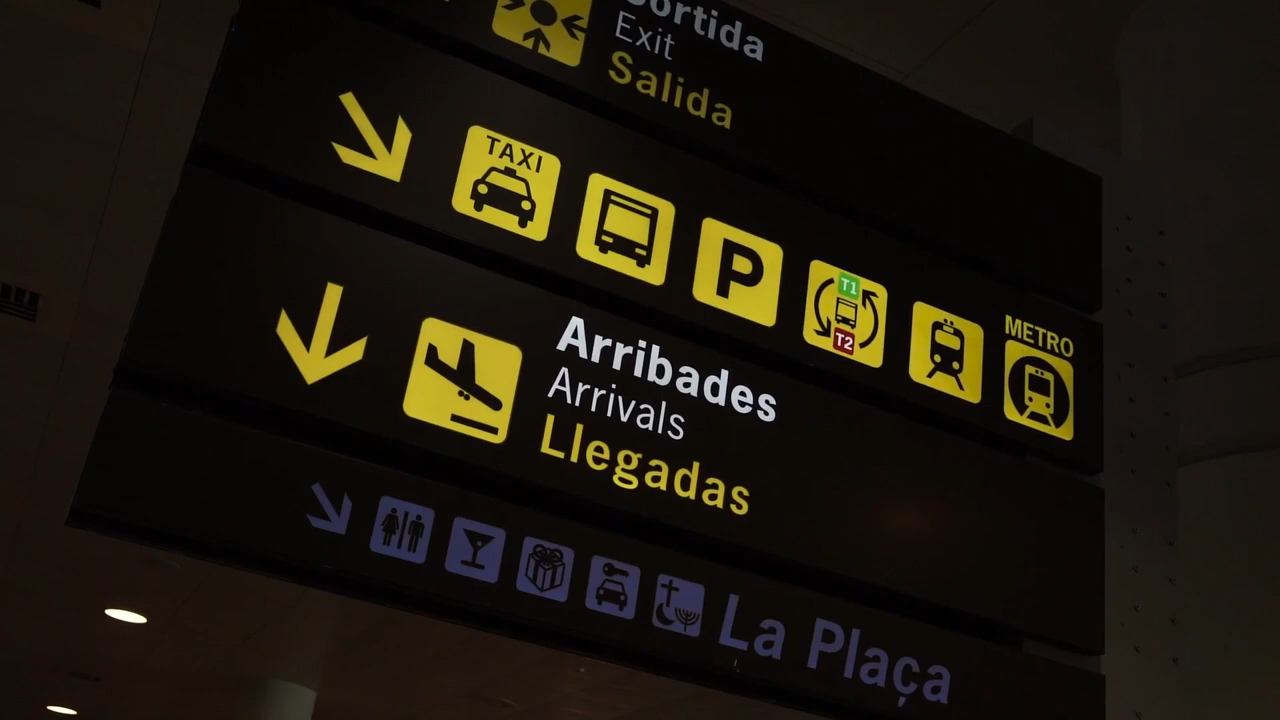 Sortida
Exit
Salida
TAXI
P
T1
T2
METRO
Arribades
Arrivals
Llegadas
La Plaça